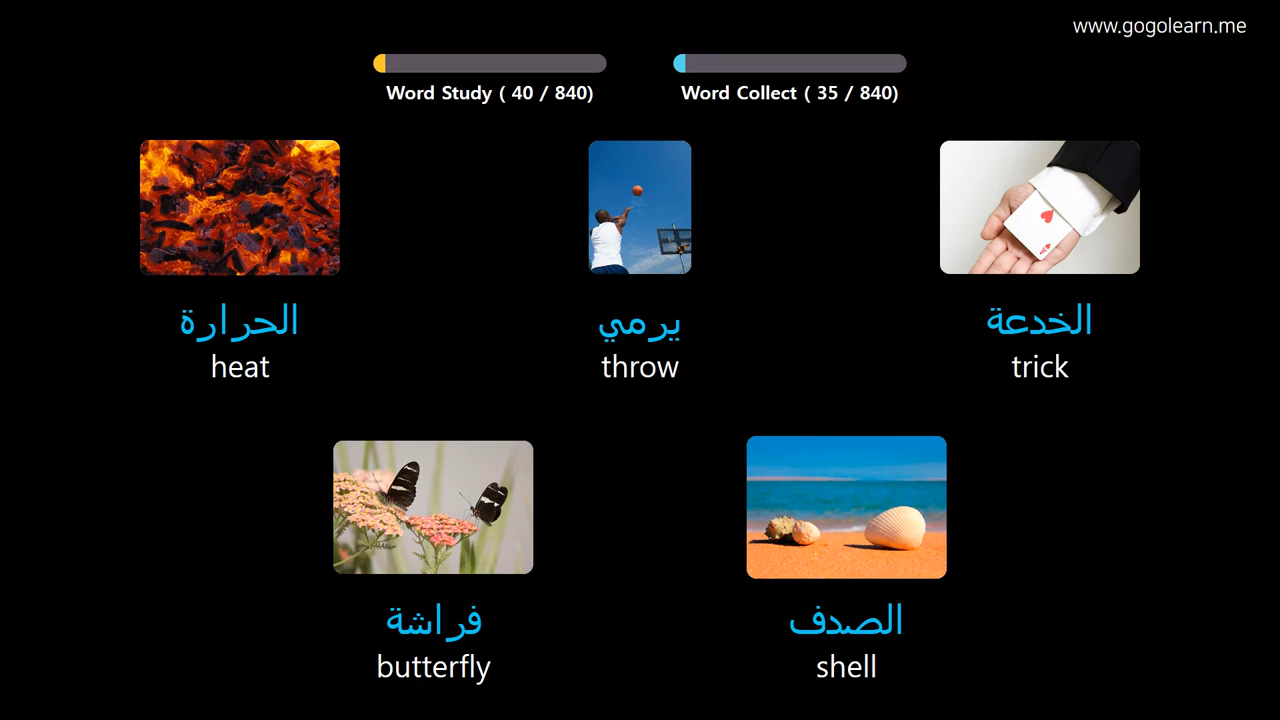 www.gogolearn.me
Word Study ( 40 / 840)
Word Collect ( 35 / 840)
الحرارة
heat
يرمي
throw
الخدعة
trick
فراشة
butterfly
الصدف
shell